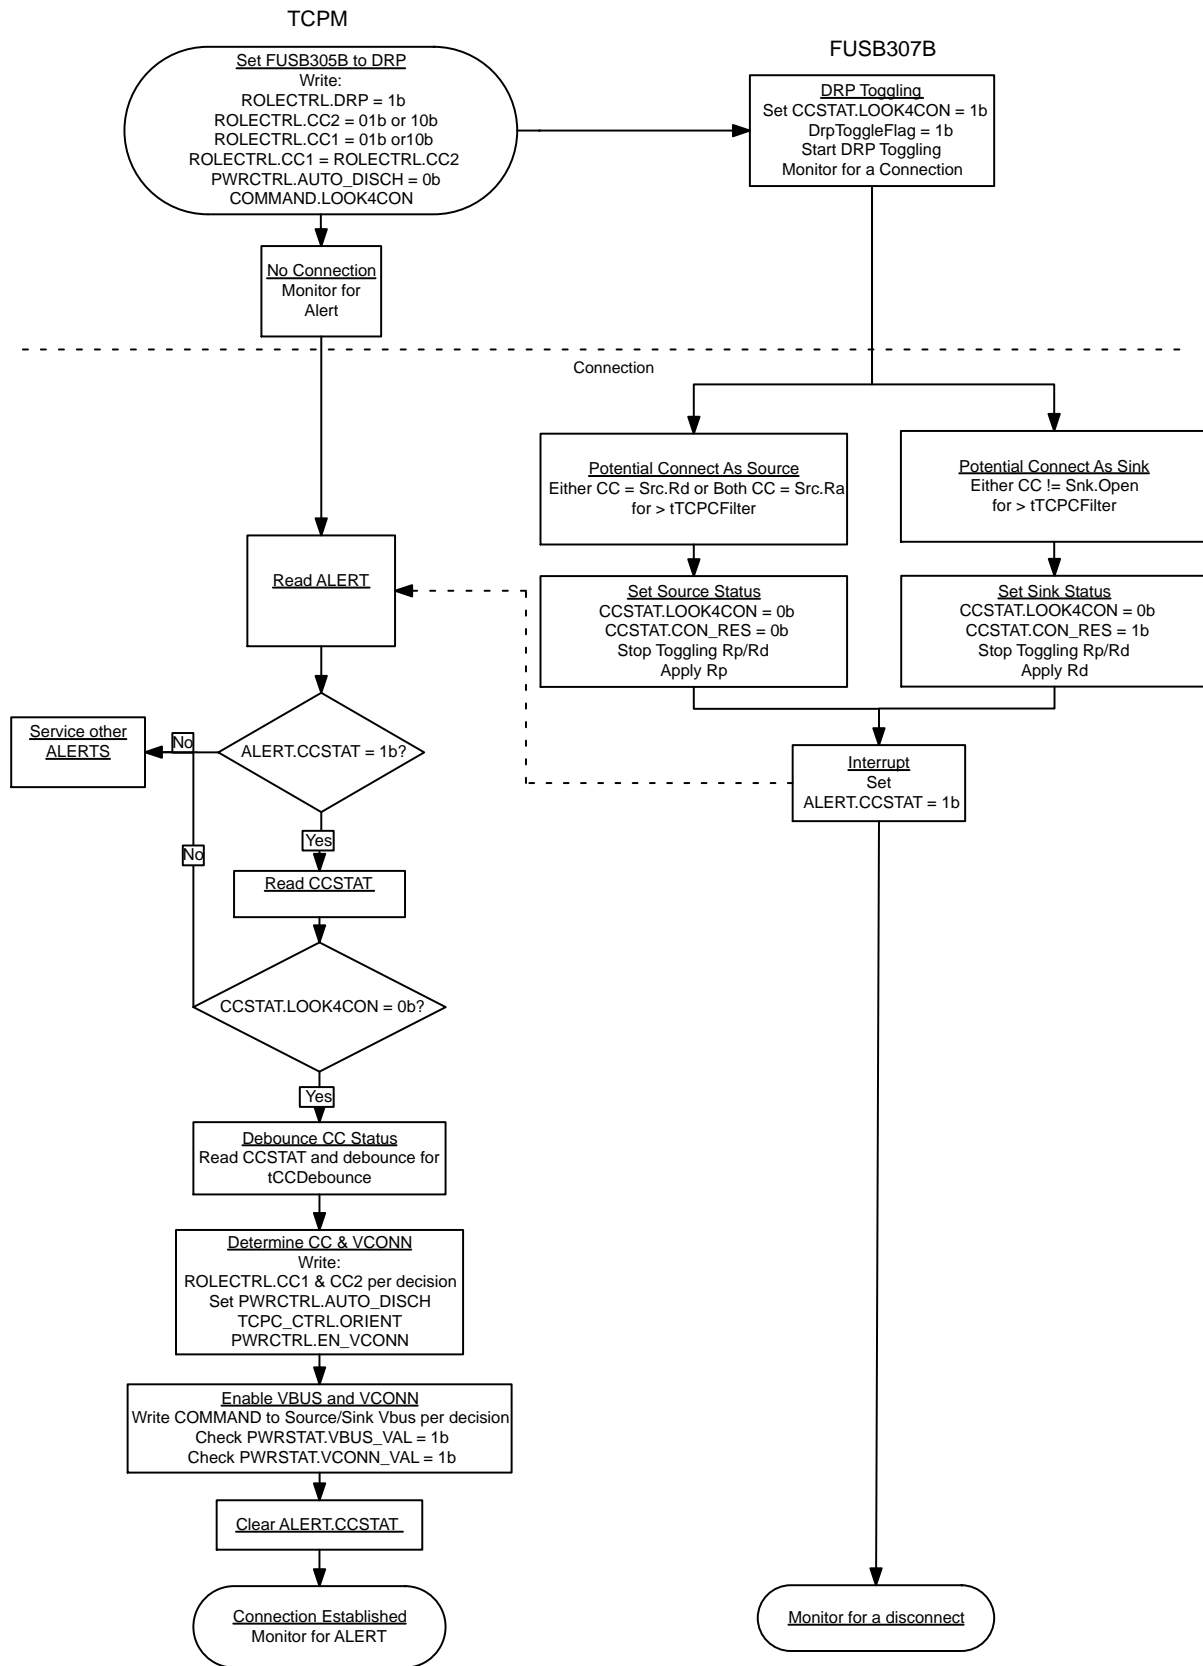 TCPM
FUSB307B
Set FUSB305B to DRP
Write:
ROLECTRL.DRP = 1b
ROLECTRL.CC2 = 01b or 10b
ROLECTRL.CC1 = 01b or10b
ROLECTRL.CC1 = ROLECTRL.CC2
PWRCTRL.AUTO_DISCH = 0b
COMMAND.LOOK4CON
DRP Toggling
Set CCSTAT.LOOK4CON = 1b
DrpToggleFlag = 1b
Start DRP Toggling
Monitor for a Connection
No Connection
Monitor for
Alert
Connection
Potential Connect As Source
Either CC = Src.Rd or Both CC = Src.Ra
for > tTCPCFilter
Potential Connect As Sink
Either CC != Snk.Open
for > tTCPCFilter
Read ALERT
Set Source Status
CCSTAT.LOOK4CON = 0b
CCSTAT.CON_RES = 0b
Stop Toggling Rp/Rd
Apply Rp
Set Sink Status
CCSTAT.LOOK4CON = 0b
CCSTAT.CON_RES = 1b
Stop Toggling Rp/Rd
Apply Rd
Service other
ALERTS
No
ALERT.CCSTAT = 1b?
Interrupt
Set
ALERT.CCSTAT = 1b
Yes
No
Read CCSTAT
CCSTAT.LOOK4CON = 0b?
Yes
Debounce CC Status
Read CCSTAT and debounce for
tCCDebounce
Determine CC & VCONN
Write:
ROLECTRL.CC1 & CC2 per decision
Set PWRCTRL.AUTO_DISCH
TCPC_CTRL.ORIENT
PWRCTRL.EN_VCONN
Enable VBUS and VCONN
Write COMMAND to Source/Sink Vbus per decision
Check PWRSTAT.VBUS_VAL = 1b
Check PWRSTAT.VCONN_VAL = 1b
Clear ALERT.CCSTAT
Connection Established
Monitor for ALERT
Monitor for a disconnect